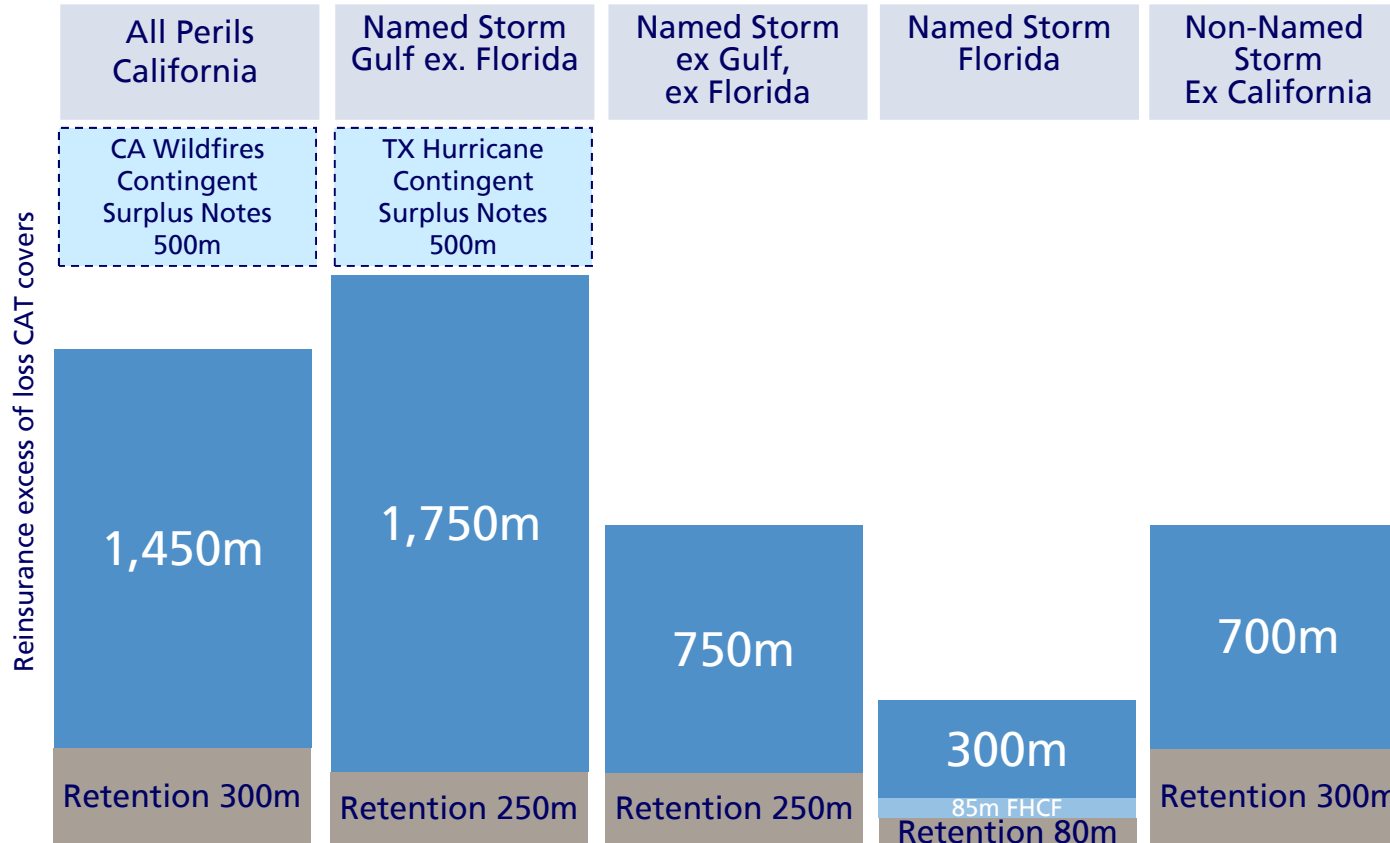 All Perils
California
Named Storm
Gulf ex. Florida
Named Storm
ex Gulf,
ex Florida
Named Storm
Florida
Non-Named
Storm
Ex California
CA Wildfires
Contingent
Surplus Notes
500m
TX Hurricane
Contingent
Surplus Notes
500m
Reinsurance excess of loss CAT covers
1,450m
1,750m
750m
300m
700m
85m FHCF
Retention 300m
Retention 250m
Retention 250m
Retention 80m
Retention 300m